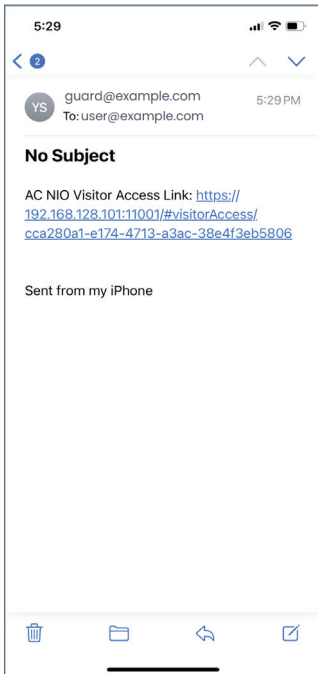 5:29
2
YS
guard@example.com
5:29 PM
To: user@example.com
No Subject
AC NIO Visitor Access Link: https://
192.168.128.101:11001/#visitorAccess/
cca280a1-e174-4713-a3ac-38e4f3eb5806
Sent from my iPhone